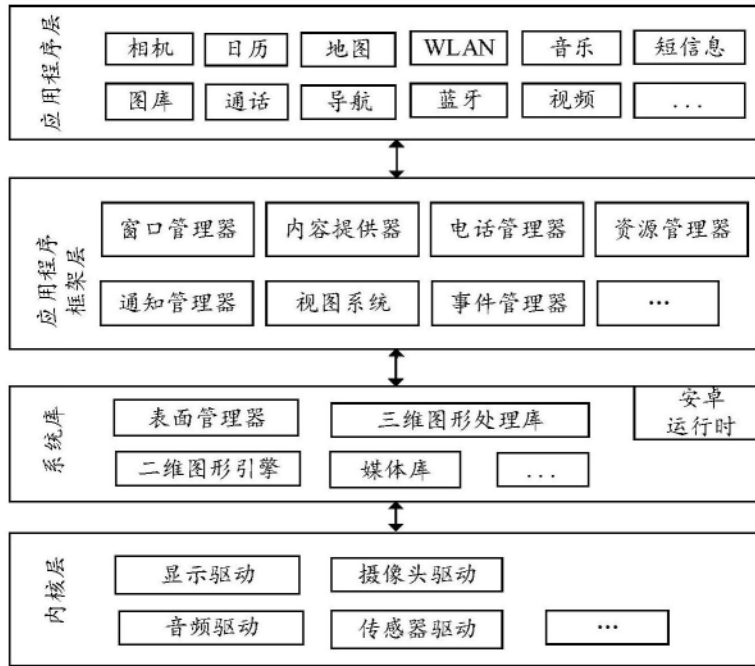 应用程序层
相机 日历 地图 WLAN 音乐 短信息
图库 通话 导航 蓝牙 视频 ...
应用程序
框架层
窗口管理器 内容提供器 电话管理器 资源管理器
通知管理器 视图系统 事件管理器 ...
系统库
表面管理器 三维图形处理库 安卓
运行时
二维图形引擎 媒体库 ...
内核层
显示驱动 摄像头驱动
音频驱动 传感器驱动 ...